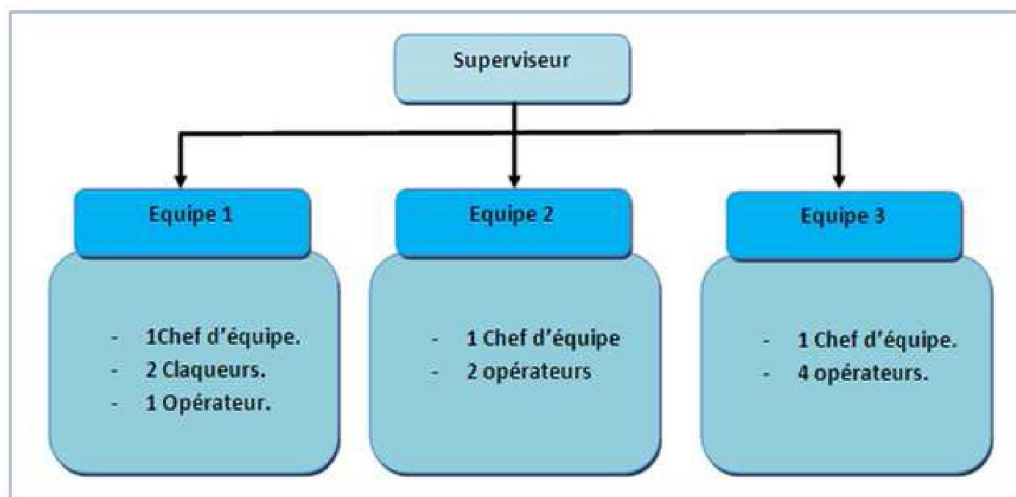 Superviseur
Equipe 1
- 1Chef d'équipe.
- 2 Claqueurs.
- 1 Opérateur.
Equipe 2
- 1 Chef d'équipe
- 2 opérateurs
Equipe 3
- 1 Chef d'équipe.
- 4 opérateurs.